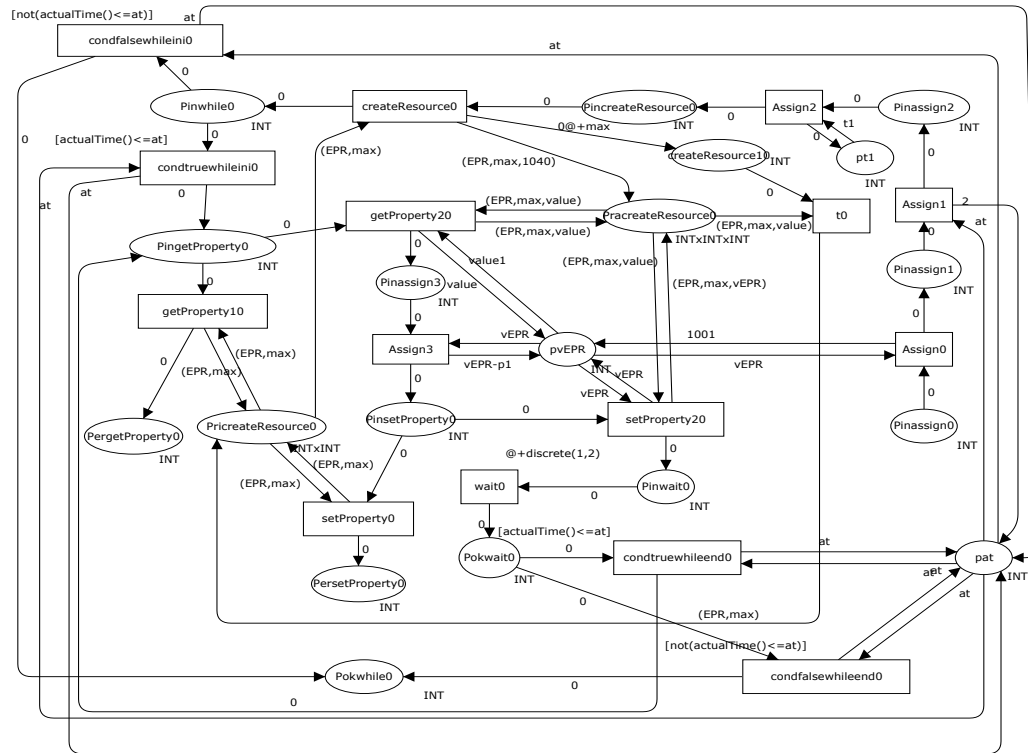 [not(actualTime()<=at)]
at
condfalsewhileini0
at
0
Pinwhile0
INT
0
createResource0
0
PincreateResource0
INT
0
Assign2
0
Pinassign2
INT
0
t1
0
pt1
INT
0@+max
createResource10
INT
0
0
[actualTime()<=at]
condtruewhileini0
at
0
(EPR,max)
(EPR,max,1040)
0
Assign1
2
at
at
0
getProperty20
(EPR,max,value)
(EPR,max,value)
PracreateResource0
INTxINTxINT
(EPR,max,value)
t0
PingetProperty0
INT
0
0
value1
value
(EPR,max,value)
(EPR,max,vEPR)
0
Pinassign1
INT
Pinassign3
INT
0
0
getProperty10
0
(EPR,max)
(EPR,max)
Assign3
vEPR
vEPR-p1
pvEPR
INT
1001
vEPR
Assign0
0
vEPR
vEPR
0
PergetProperty0
INT
PricreateResource0
INTxINT
PinsetProperty0
INT
0
setProperty20
Pinassign0
INT
(EPR,max)
(EPR,max)
0
@+discrete(1,2)
0
wait0
0
Pinwait0
INT
setProperty0
0
0
[actualTime()<=at]
PersetProperty0
INT
Pokwait0
INT
0
condtruewhileend0
at
at
at
pat
INT
0
(EPR,max)
at
[not(actualTime()<=at)]
Pokwhile0
INT
0
condfalsewhileend0
0